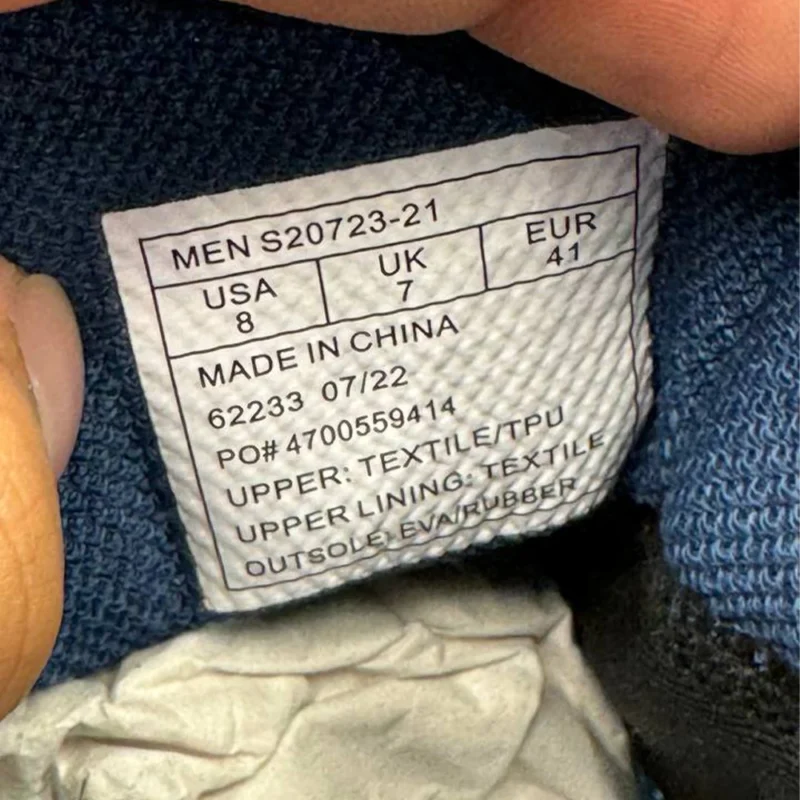 MEN S20723-21
USA UK EUR
8 7 41
MADE IN CHINA
62233 07/22
PO# 4700559414
UPPER: TEXTILE/TPU
UPPER LINING: TEXTILE
OUTSOLE: EVA/RUBBER